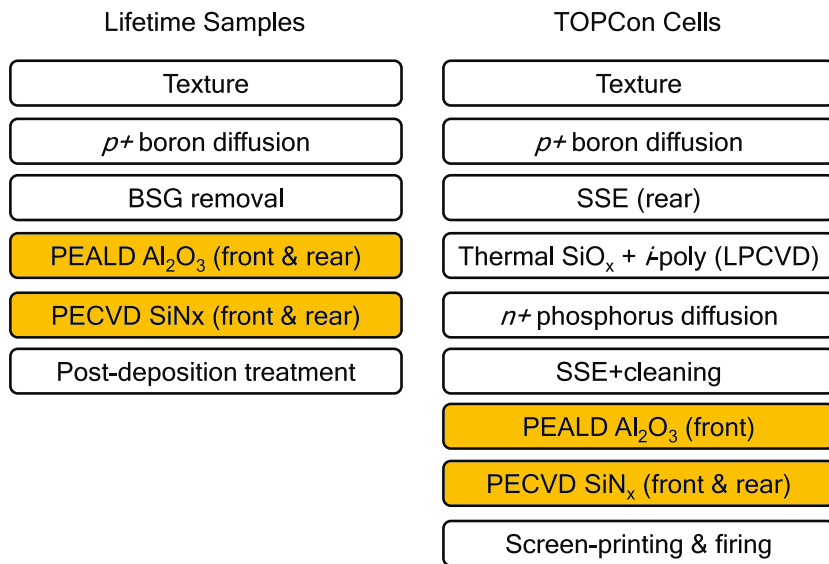 Lifetime Samples
Texture
p+ boron diffusion
BSG removal
PEALD Al₂O₃ (front & rear)
PECVD SiNx (front & rear)
Post-deposition treatment
TOPCon Cells
Texture
p+ boron diffusion
SSE (rear)
Thermal SiOₓ + i-poly (LPCVD)
n+ phosphorus diffusion
SSE+cleaning
PEALD Al₂O₃ (front)
PECVD SiNₓ (front & rear)
Screen-printing & firing